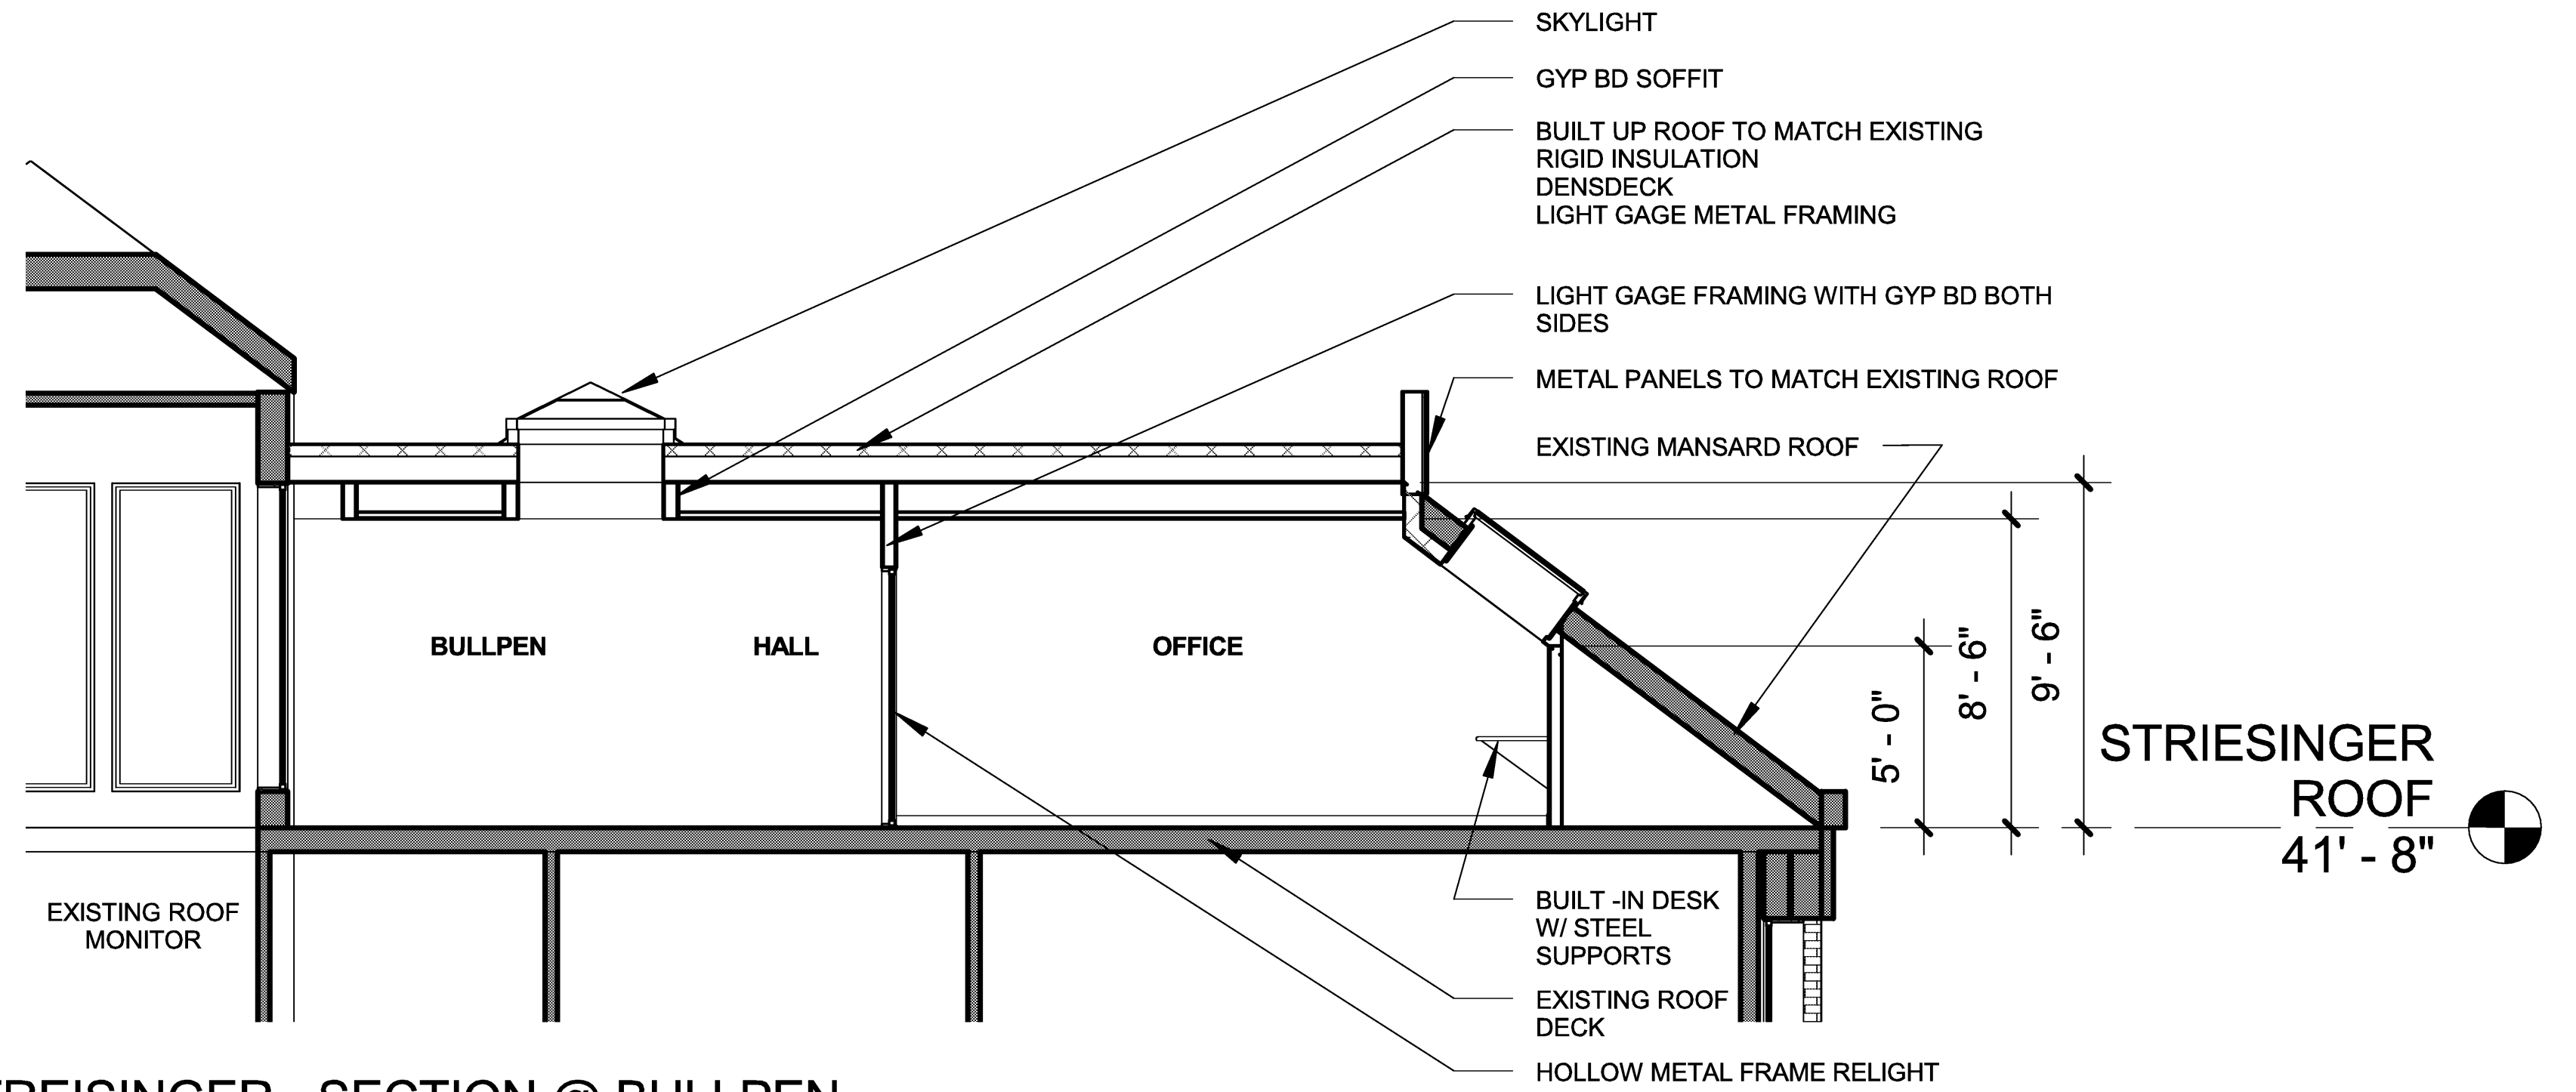 SKYLIGHT
GYP BD SOFFIT
BUILT UP ROOF TO MATCH EXISTING
RIGID INSULATION
DENSDECK
LIGHT GAGE METAL FRAMING
LIGHT GAGE FRAMING WITH GYP BD BOTH
SIDES
METAL PANELS TO MATCH EXISTING ROOF
EXISTING MANSARD ROOF
BULLPEN
HALL
OFFICE
5' - 0"
8' - 6"
9' - 6"
STRIESINGER
ROOF
41' - 8"
EXISTING ROOF
MONITOR
BUILT -IN DESK
W/ STEEL
SUPPORTS
EXISTING ROOF
DECK
HOLLOW METAL FRAME RELIGHT
SECTION @ BULLPEN